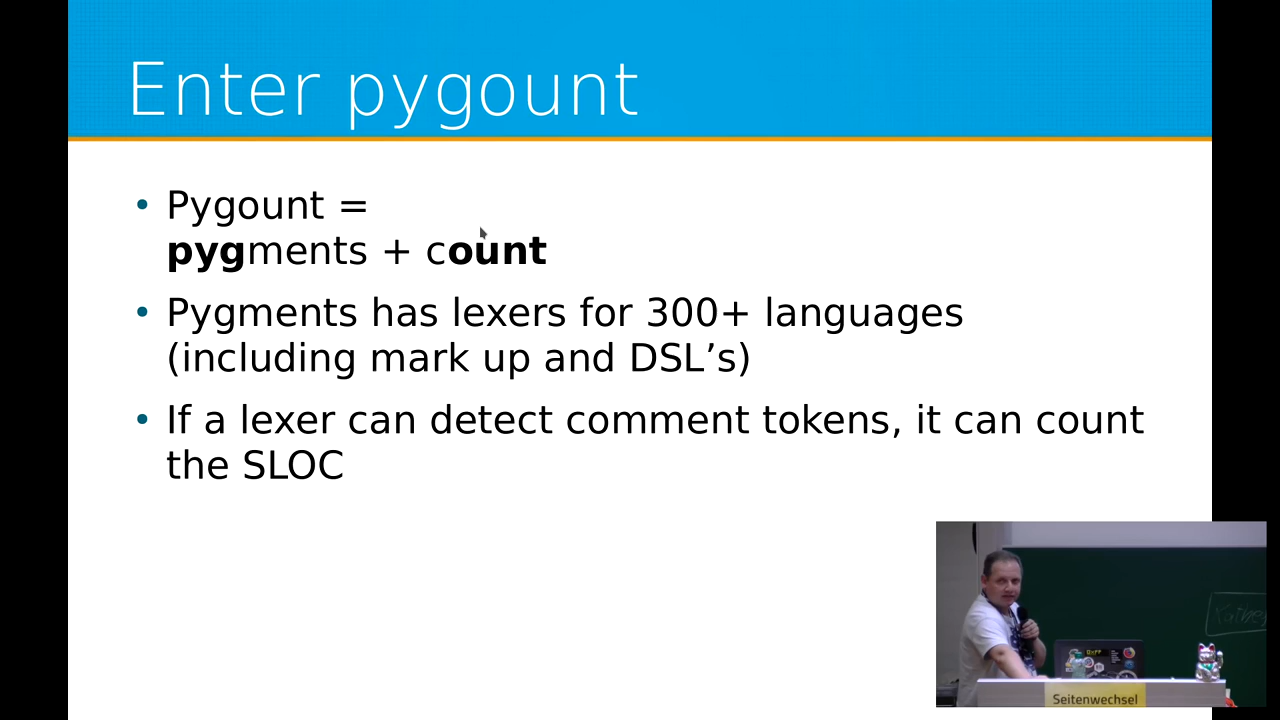 Enter pygount
• Pygount =
pygments + count
• Pygments has lexers for 300+ languages
(including mark up and DSL’s)
• If a lexer can detect comment tokens, it can count
the SLOC
Seitenwechsel